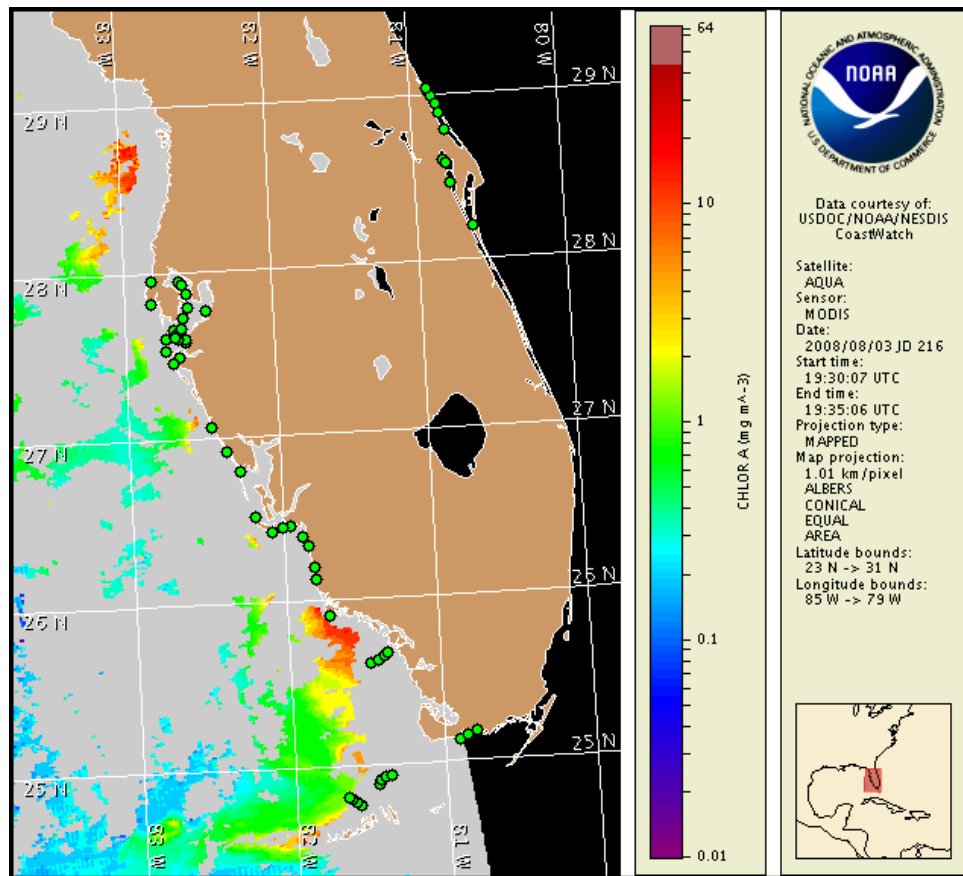 83 W
82 W
81 W
80 W
29 N
29 N
28 N
28 N
27 N
27 N
26 N
26 N
25 N
25 N
83 W
82 W
81 W
64
10
1
0.1
0.01
CHLOR A (mg m^-3)
NATIONAL OCEANIC AND ATMOSPHERIC ADMINISTRATION
NOAA
U.S. DEPARTMENT OF COMMERCE
Data courtesy of:
USDOC/NOAA/NESDIS
CoastWatch
Satellite:
AQUA
Sensor:
MODIS
Date:
2008/08/03 JD 216
Start time:
19:30:07 UTC
End time:
19:35:06 UTC
Projection type:
MAPPED
Map projection:
1.01 km/pixel
ALBERS
CONICAL
EQUAL
AREA
Latitude bounds:
23 N -> 31 N
Longitude bounds:
85 W -> 79 W